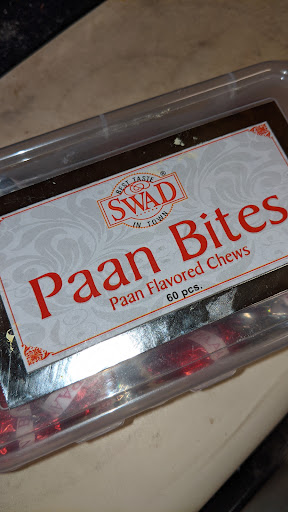 BEST TASTE
SWAD®
IN TOWN
Paan Bites
Paan Flavored Chews
60 pcs.